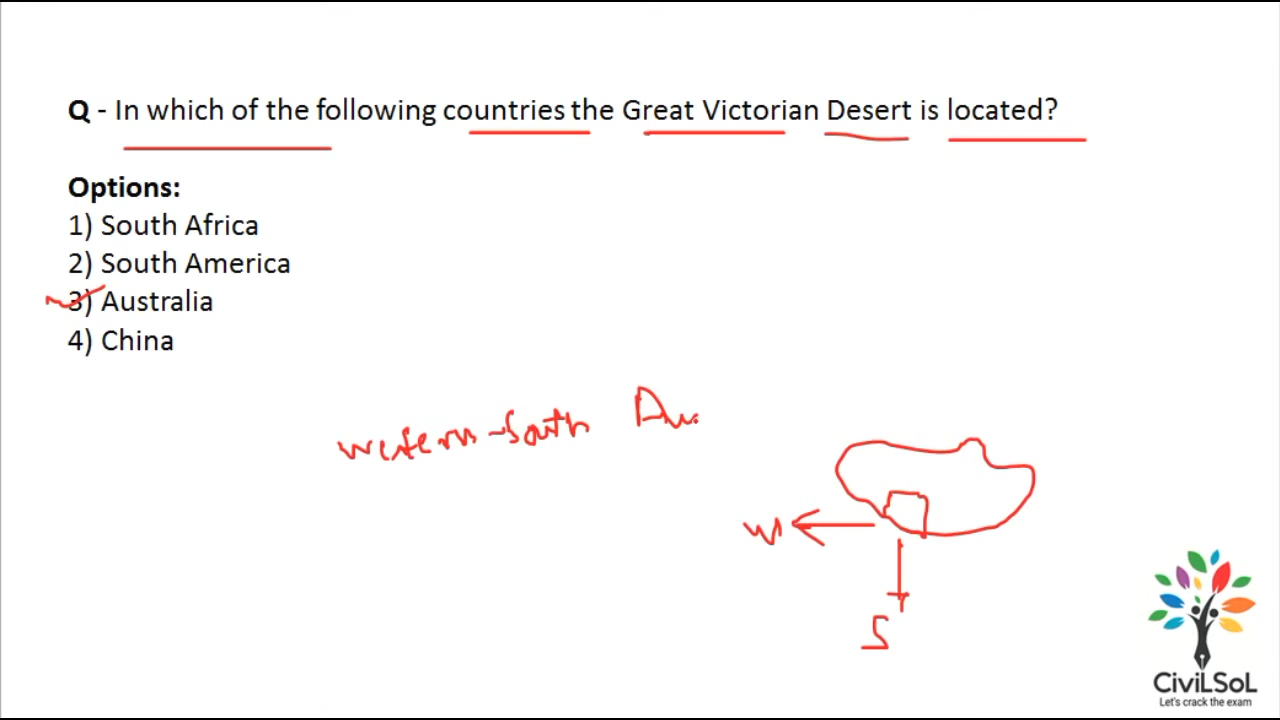 Q - In which of the following countries the Great Victorian Desert is located?
Options:
1) South Africa
2) South America
3) Australia
4) China
Western-South Au
W
S
CiviLSoL
Let's crack the exam